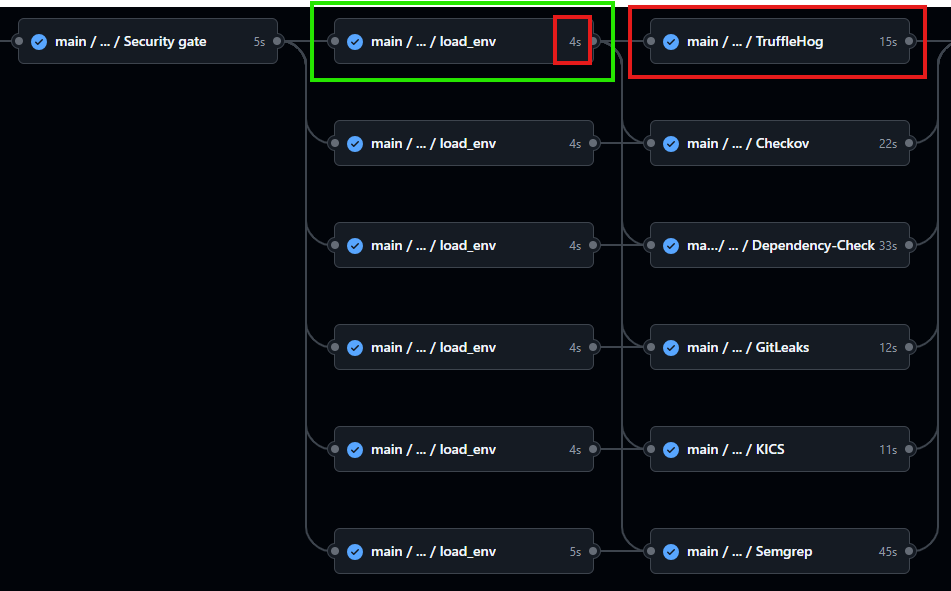 main / ... / Security gate 5s
main / ... / load_env 4s
main / ... / TruffleHog 15s
main / ... / load_env 4s
main / ... / Checkov 22s
main / ... / load_env 4s
ma.../ ... / Dependency-Check 33s
main / ... / load_env 4s
main / ... / GitLeaks 12s
main / ... / load_env 4s
main / ... / KICS 11s
main / ... / load_env 5s
main / ... / Semgrep 45s